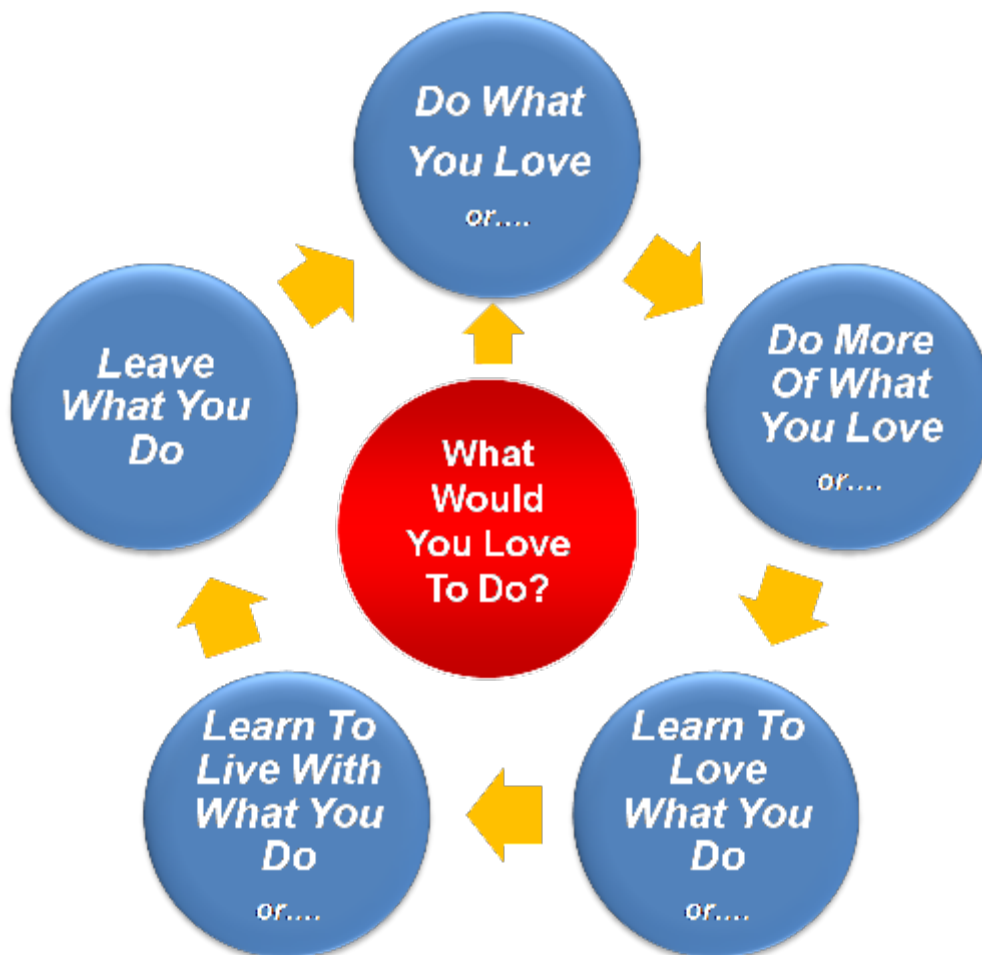 Do What
You Love
or....
Do More
Of What
You Love
or....
Learn To
Love
What You
Do
or....
Learn To
Live With
What You
Do
or....
Leave
What You
Do
What
Would
You Love
To Do?